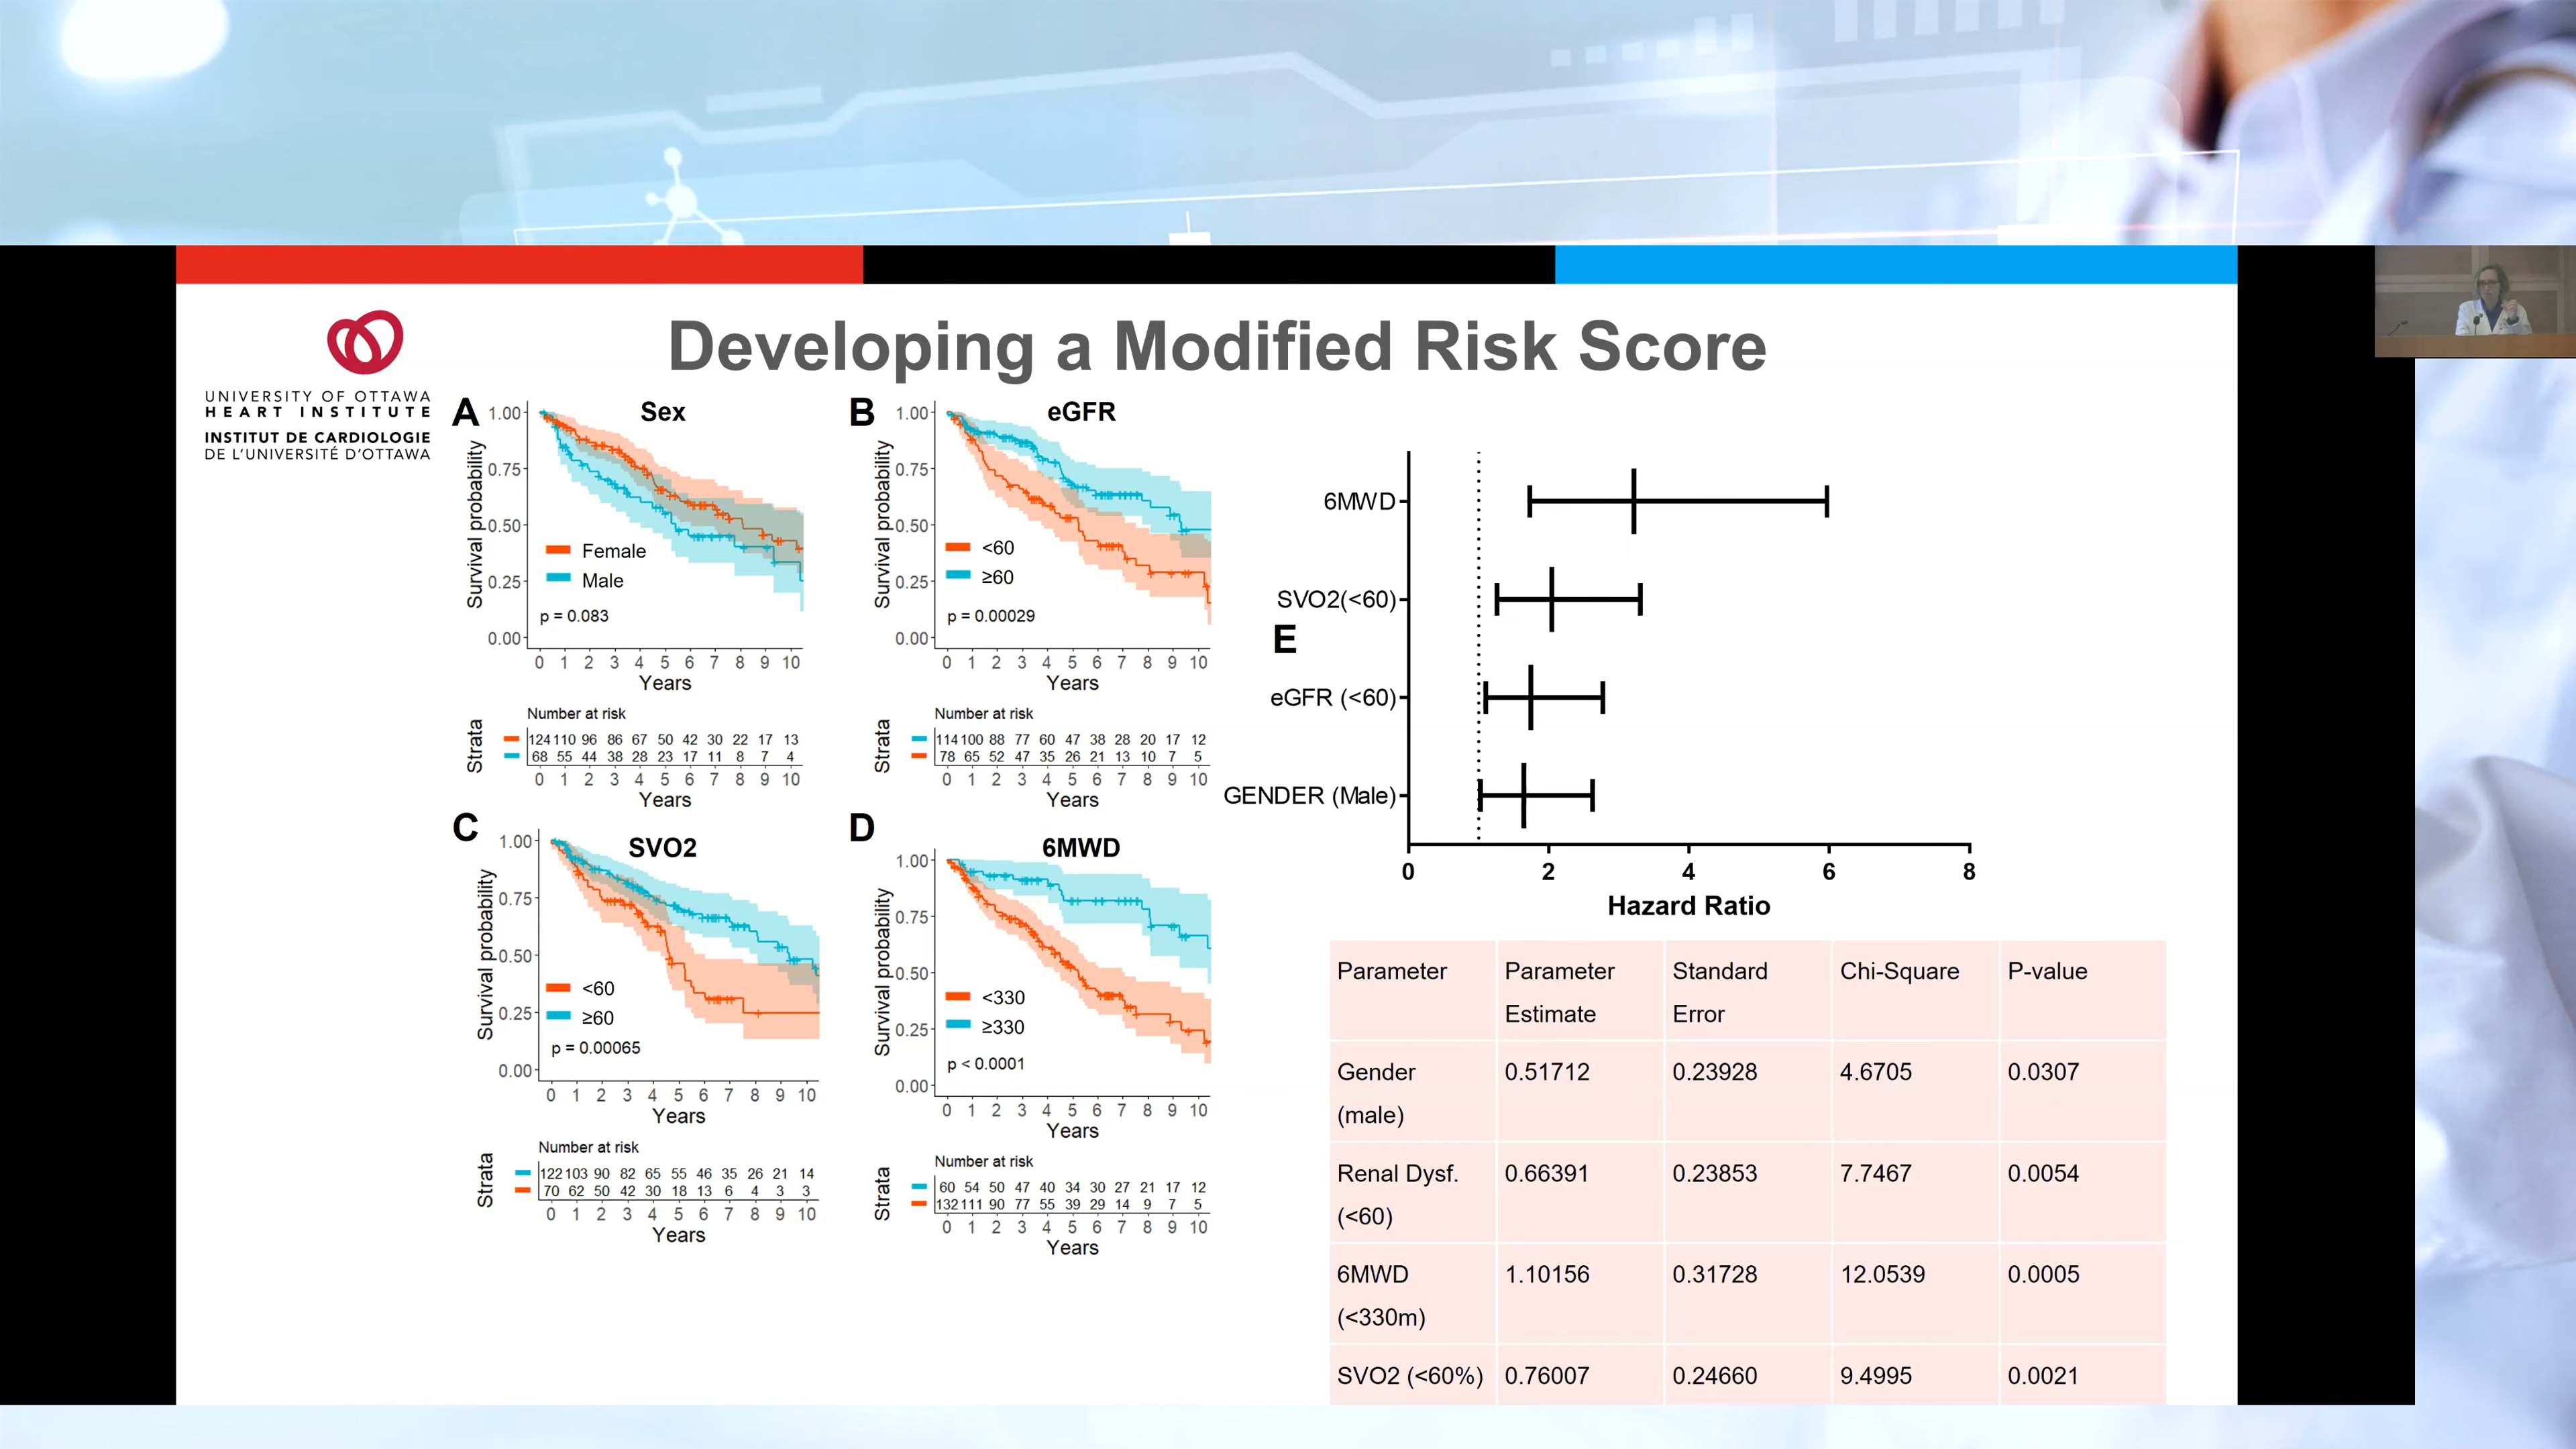 Developing a Modified Risk Score
UNIVERSITY OF OTTAWA
HEART INSTITUTE
INSTITUT DE CARDIOLOGIE
DE L'UNIVERSITÉ D'OTTAWA
A
Sex
Survival probability
1.00
0.75
0.50
0.25
0.00
Female
Male
p = 0.083
0 1 2 3 4 5 6 7 8 9 10
Years
Number at risk
Strata
124 110 96 86 67 50 42 30 22 17 13
68 55 44 38 28 23 17 11 8 7 4
0 1 2 3 4 5 6 7 8 9 10
Years
B
eGFR
Survival probability
1.00
0.75
0.50
0.25
0.00
<60
≥60
p = 0.00029
0 1 2 3 4 5 6 7 8 9 10
Years
Number at risk
Strata
114 100 88 77 60 47 38 28 20 17 12
78 65 52 47 35 26 21 13 10 7 5
0 1 2 3 4 5 6 7 8 9 10
Years
C
SVO2
Survival probability
1.00
0.75
0.50
0.25
0.00
<60
≥60
p = 0.00065
0 1 2 3 4 5 6 7 8 9 10
Years
Number at risk
Strata
122 103 90 82 65 55 46 35 26 21 14
70 62 50 42 30 18 13 6 4 3 3
0 1 2 3 4 5 6 7 8 9 10
Years
D
6MWD
Survival probability
1.00
0.75
0.50
0.25
0.00
<330
≥330
p < 0.0001
0 1 2 3 4 5 6 7 8 9 10
Years
Number at risk
Strata
60 54 50 47 40 34 30 27 21 17 12
132 111 90 77 55 39 29 14 9 7 5
0 1 2 3 4 5 6 7 8 9 10
Years
E
6MWD
SVO2(<60)
eGFR (<60)
GENDER (Male)
0 2 4 6 8
Hazard Ratio
Parameter Parameter Estimate Standard Error Chi-Square P-value
Gender (male) 0.51712 0.23928 4.6705 0.0307
Renal Dysf. (<60) 0.66391 0.23853 7.7467 0.0054
6MWD (<330m) 1.10156 0.31728 12.0539 0.0005
SVO2 (<60%) 0.76007 0.24660 9.4995 0.0021